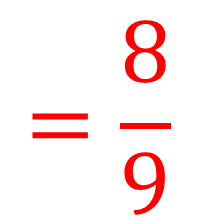 = 8/9